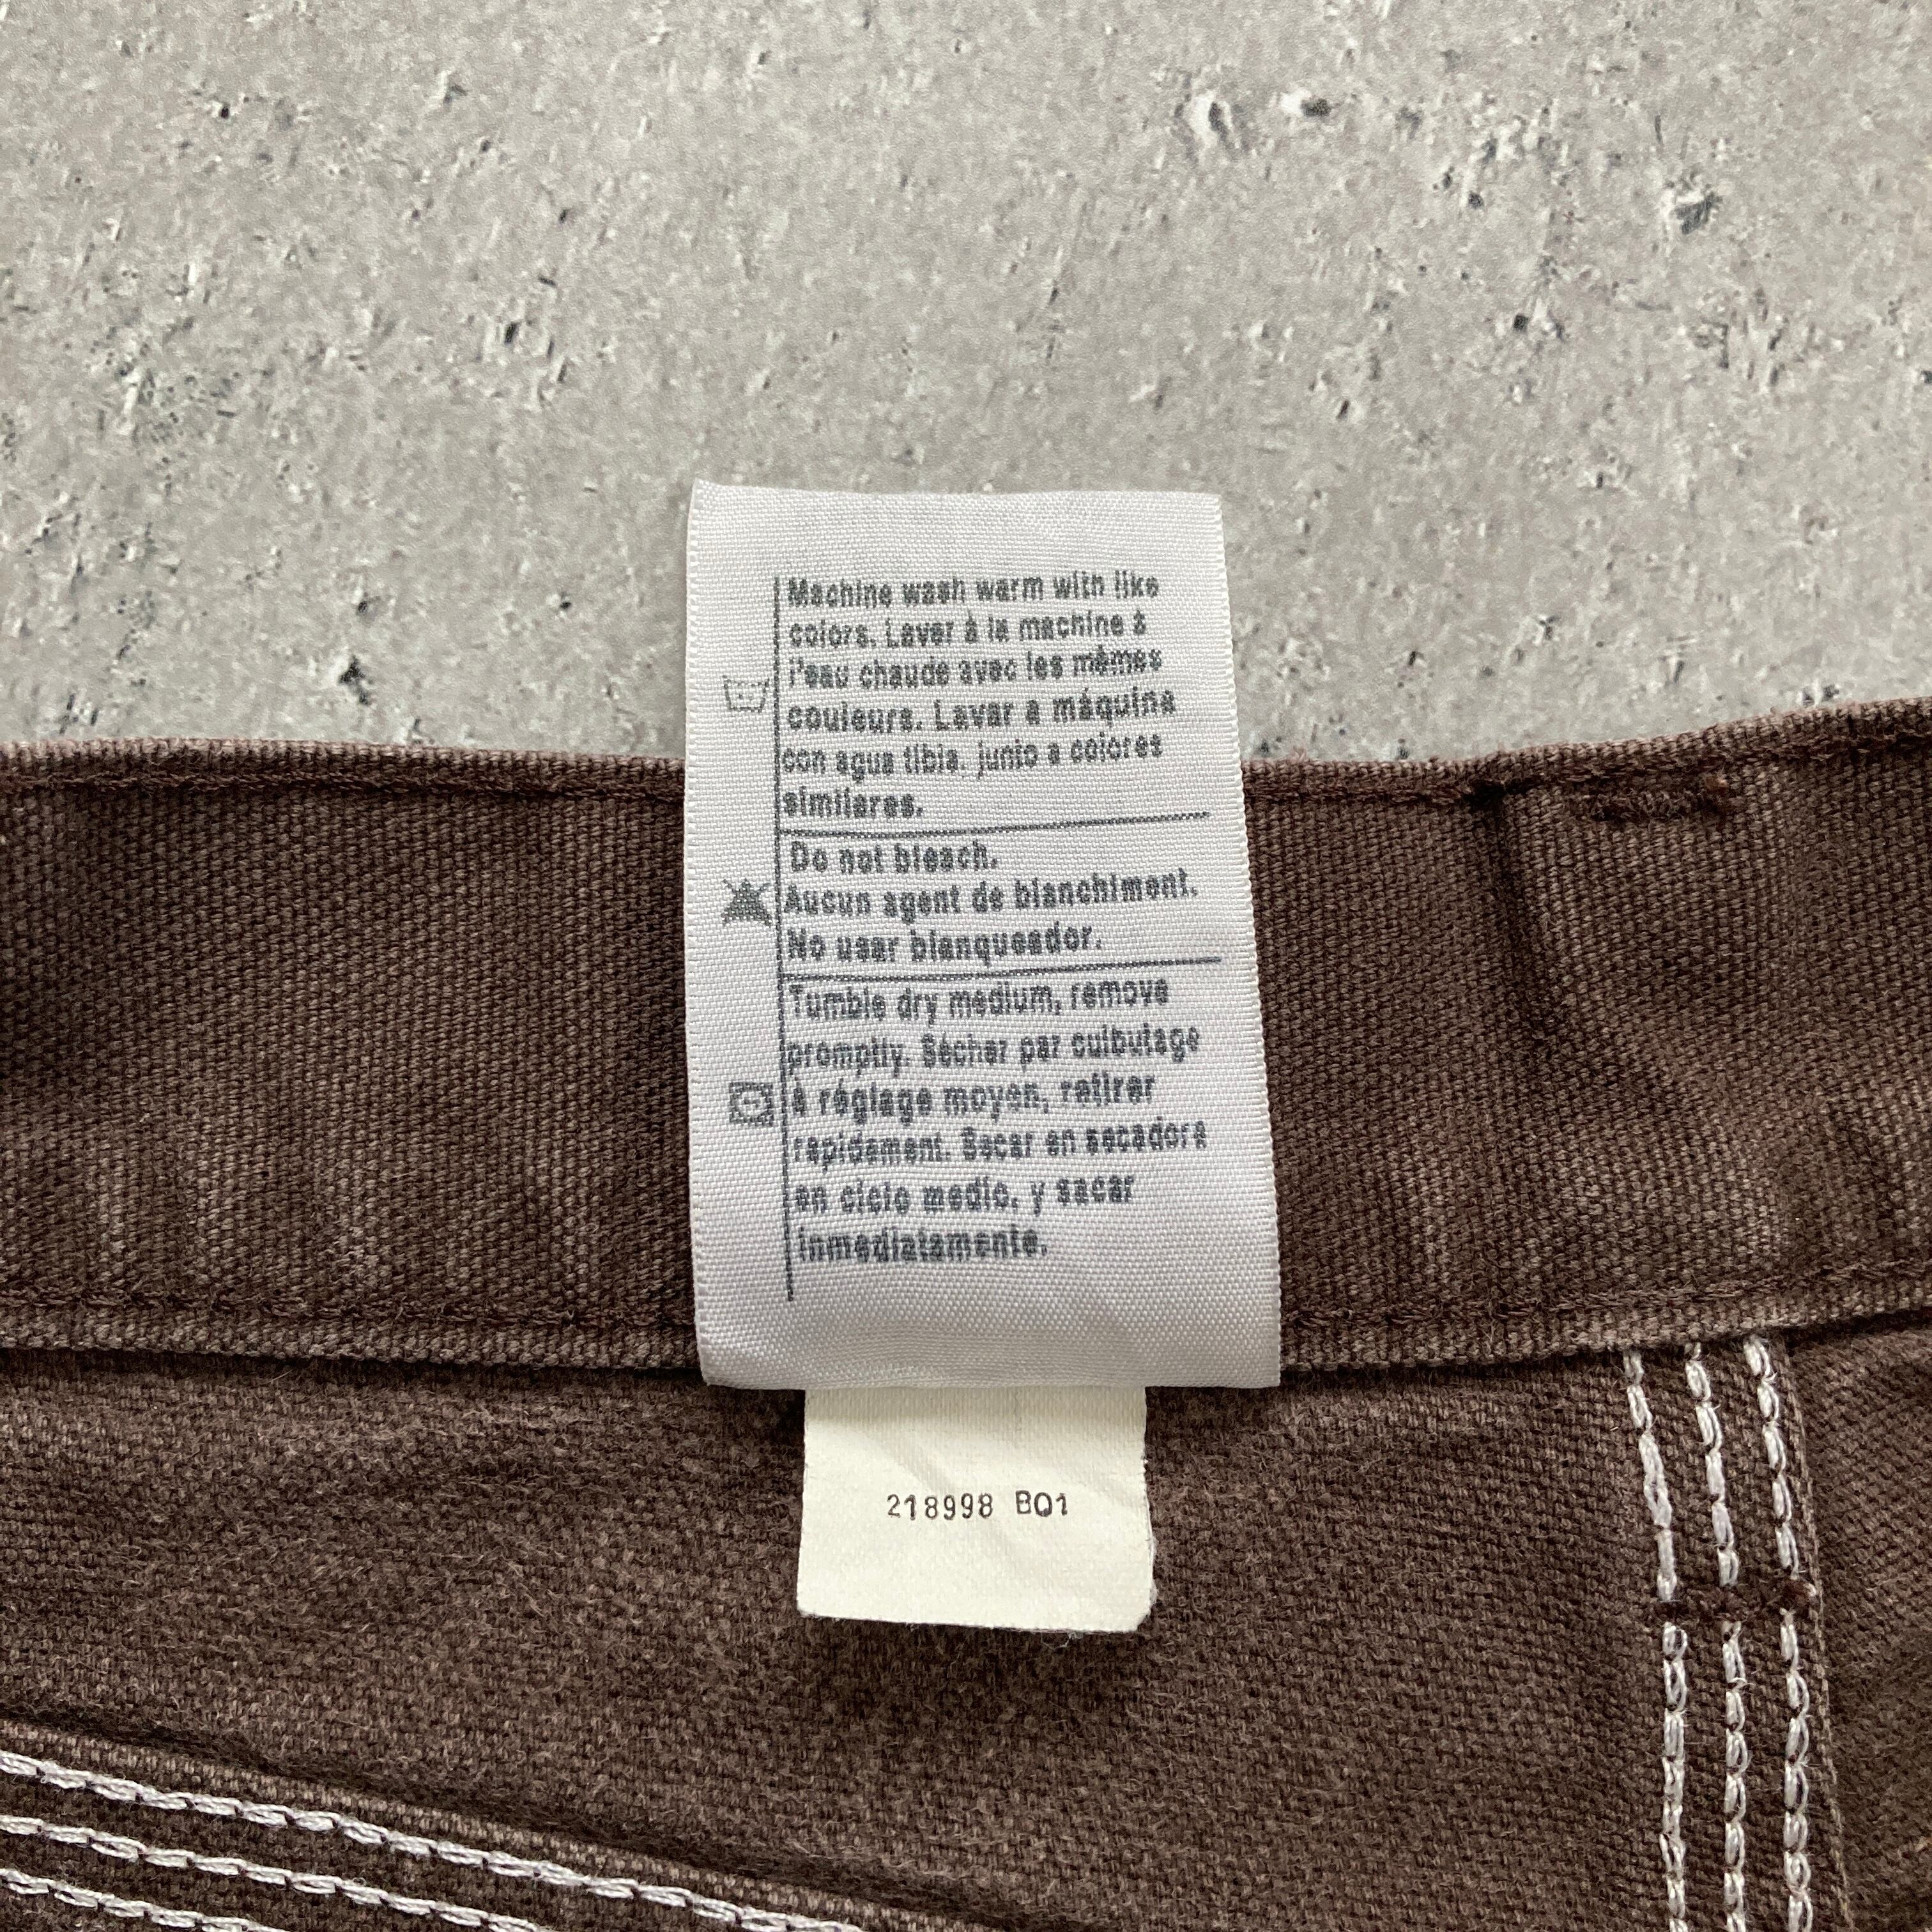 Machine wash warm with like
colors. Laver à la machine à
l'eau chaude avec les mêmes
couleurs. Lavar a máquina
con agua tibia, junto a colores
similares.
Do not bleach.
Aucun agent de blanchiment.
No usar blanqueador.
Tumble dry medium, remove
promptly. Sécher par culbutage
à réglage moyen, retirer
rapidement. Secar en secadora
en ciclo medio, y sacar
inmediatamente.
218998 B01